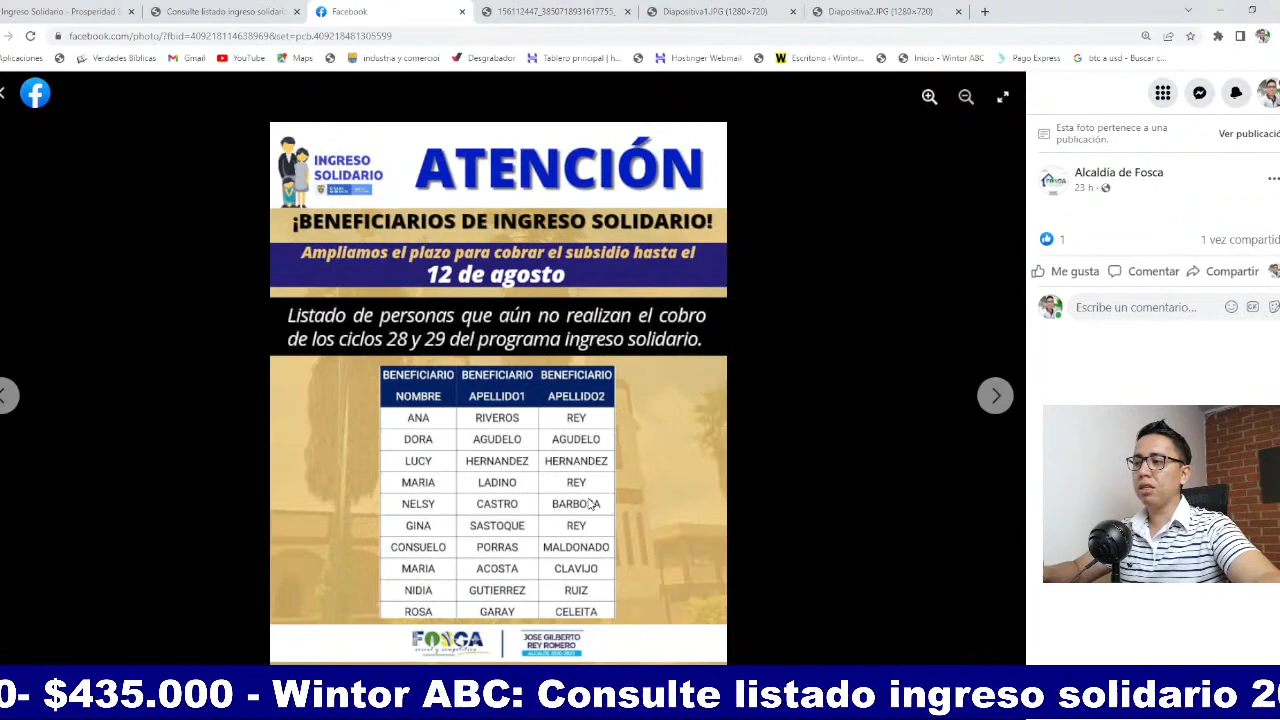 Ingreso Solidario - Prosperidad S
Consulte listado ingreso solidario
Facebook
156112447_3850718931617755_
Diapositiva1.JPG (1280×720)
Diapositiva2.JPG (1280×720)
facebook.com/photo/?fbid=409218114638969&set=pcb.409218481305599
Aplicaciones
Verdades Bíblicas
Gmail
YouTube
Maps
industria y comercioi
Desgrabador
Tablero principal | h...
Hostinger Webmail
Escritorio ‹ Wintor...
Inicio - Wintor ABC
Pago Express
btc a usd - Buscar c...
Esta foto pertenece a una
publicación.
Ver publicació
Alcaldía de Fosca
23 h
1
1 vez compartid
Me gusta
Comentar
Compartir
Escribe un comentario...
GIF
INGRESO
SOLIDARIO
ATENCIÓN
¡BENEFICIARIOS DE INGRESO SOLIDARIO!
Ampliamos el plazo para cobrar el subsidio hasta el
12 de agosto
Listado de personas que aún no realizan el cobro
de los ciclos 28 y 29 del programa ingreso solidario.
BENEFICIARIO BENEFICIARIO BENEFICIARIO
NOMBRE APELLIDO1 APELLIDO2
ANA RIVEROS REY
DORA AGUDELO AGUDELO
LUCY HERNANDEZ HERNANDEZ
MARIA LADINO REY
NELSY CASTRO BARBOSA
GINA SASTOQUE REY
CONSUELO PORRAS MALDONADO
MARIA ACOSTA CLAVIJO
NIDIA GUTIERREZ RUIZ
ROSA GARAY CELEITA
FOSCA
JOSE GILBERTO
REY ROMERO
0- $435.000 - Wintor ABC: Consulte listado ingreso solidario 2